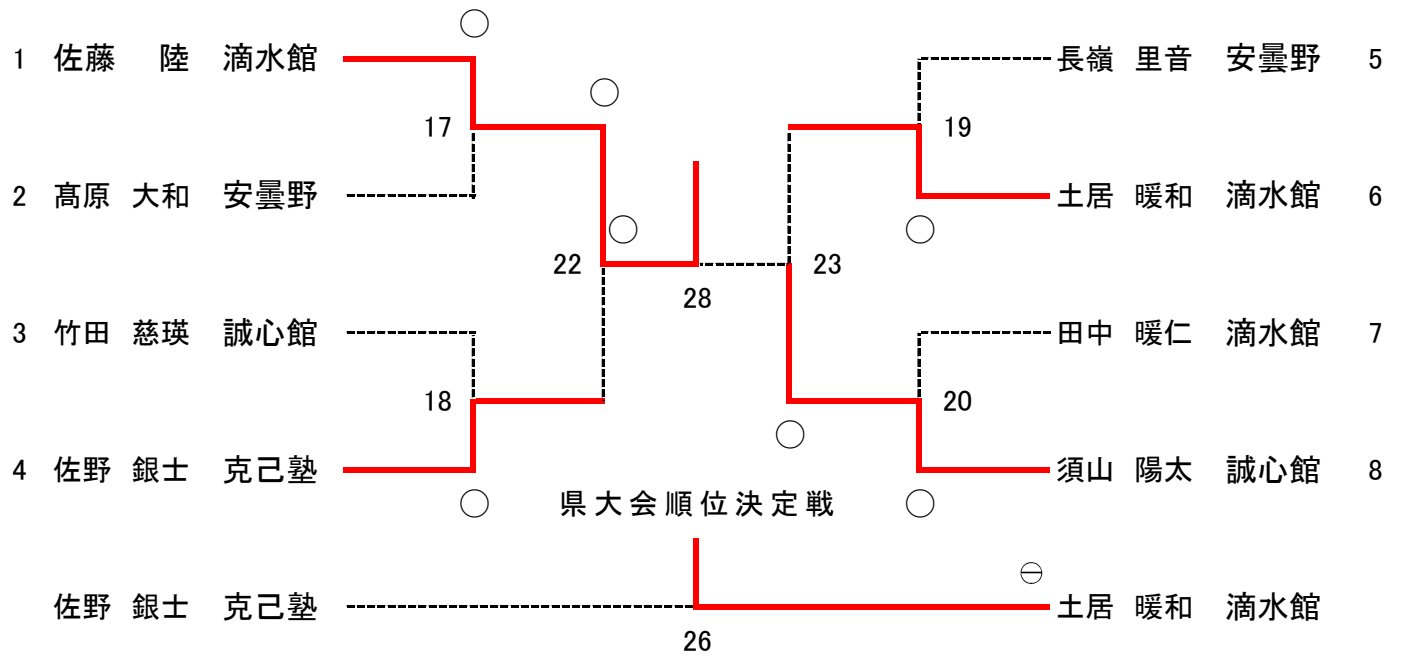 1 佐藤 陸 滴水館
長嶺 里音 安曇野 5
17
19
2 髙原 大和 安曇野
土居 暖和 滴水館 6
22
23
28
3 竹田 慈瑛 誠心館
田中 暖仁 滴水館 7
18
20
4 佐野 銀士 克己塾
須山 陽太 誠心館 8
県大会順位決定戦
佐野 銀士 克己塾
土居 暖和 滴水館
26